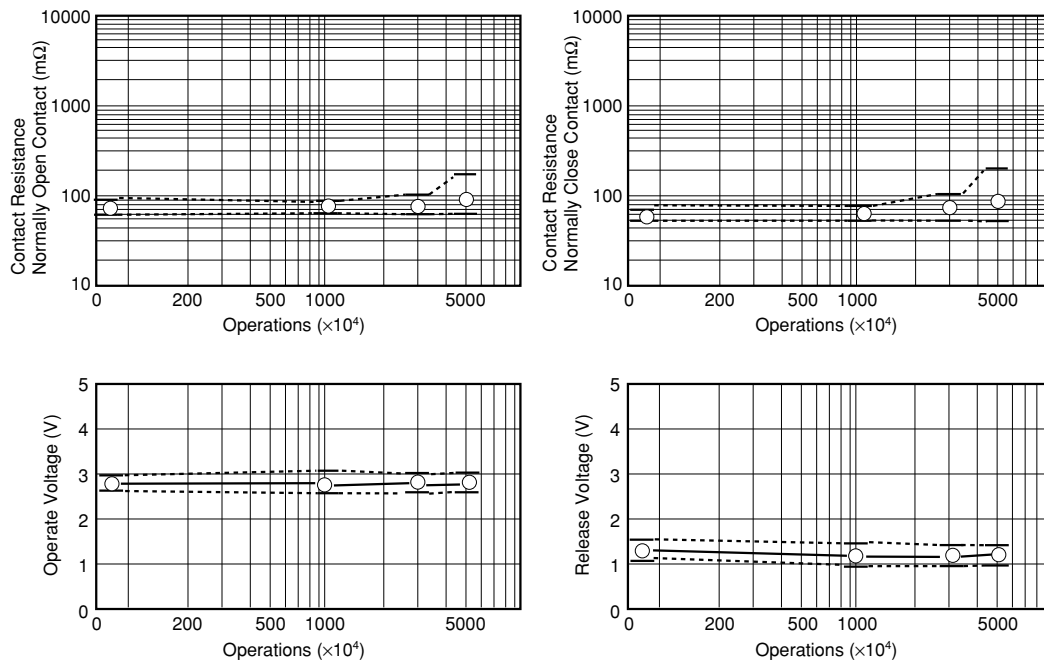 Contact Resistance
Normally Open Contact (mΩ)
10000
1000
100
10
0 200 500 1000 5000
Operations (×10⁴)
Contact Resistance
Normally Close Contact (mΩ)
10000
1000
100
10
0 200 500 1000 5000
Operations (×10⁴)
Operate Voltage (V)
5
4
3
2
1
0
0 200 500 1000 5000
Operations (×10⁴)
Release Voltage (V)
5
4
3
2
1
0
0 200 500 1000 5000
Operations (×10⁴)